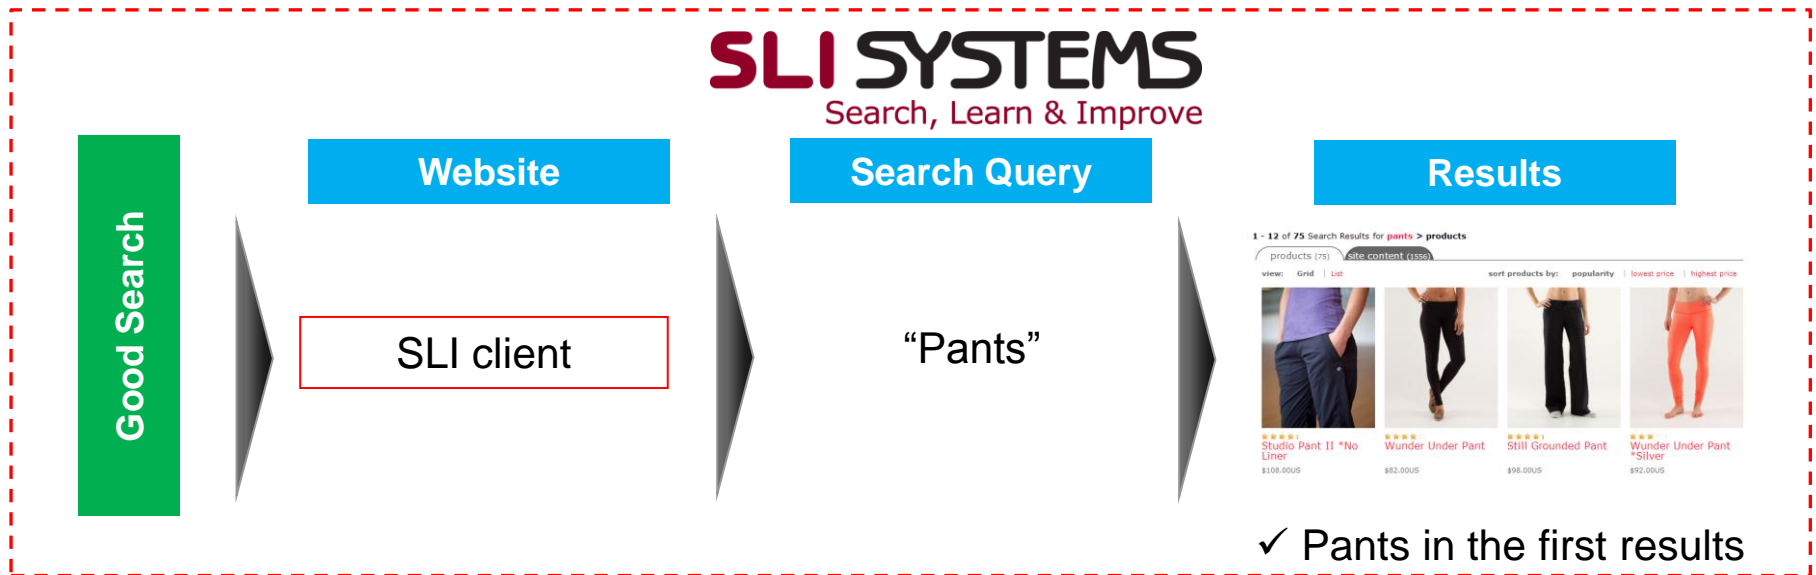 SLI SYSTEMS
Search, Learn & Improve
Good Search
Website
Search Query
Results
SLI client
“Pants”
1 - 12 of 75 Search Results for pants > products
products (75) site content (1556)
view: Grid | List sort products by: popularity | lowest price | highest price
Studio Pant II *No
Liner
$108.00US
Wunder Under Pant
$82.00US
Still Grounded Pant
$98.00US
Wunder Under Pant
*Silver
$92.00US
✓ Pants in the first results